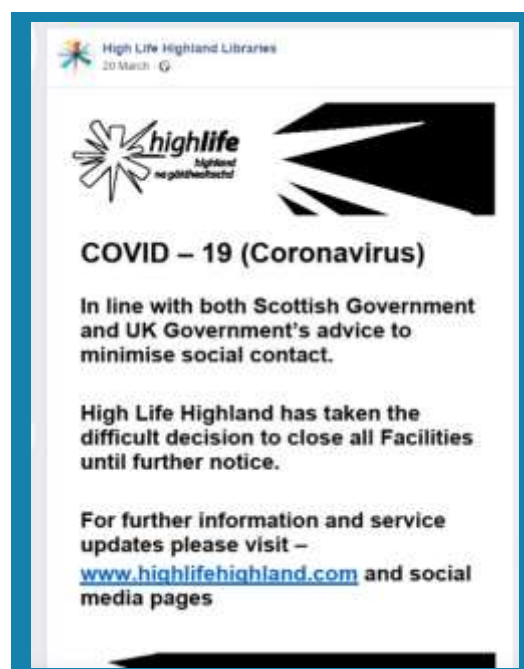 High Life Highland Libraries
20 March
highlife
highland
na gàidhealtachd
COVID – 19 (Coronavirus)
In line with both Scottish Government
and UK Government's advice to
minimise social contact.
High Life Highland has taken the
difficult decision to close all Facilities
until further notice.
For further information and service
updates please visit –
www.highlifehighland.com and social
media pages